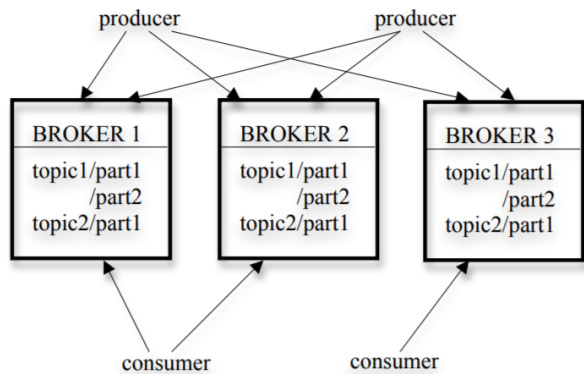 producer
producer
BROKER 1
topic1/part1
/part2
topic2/part1
BROKER 2
topic1/part1
/part2
topic2/part1
BROKER 3
topic1/part1
/part2
topic2/part1
consumer
consumer